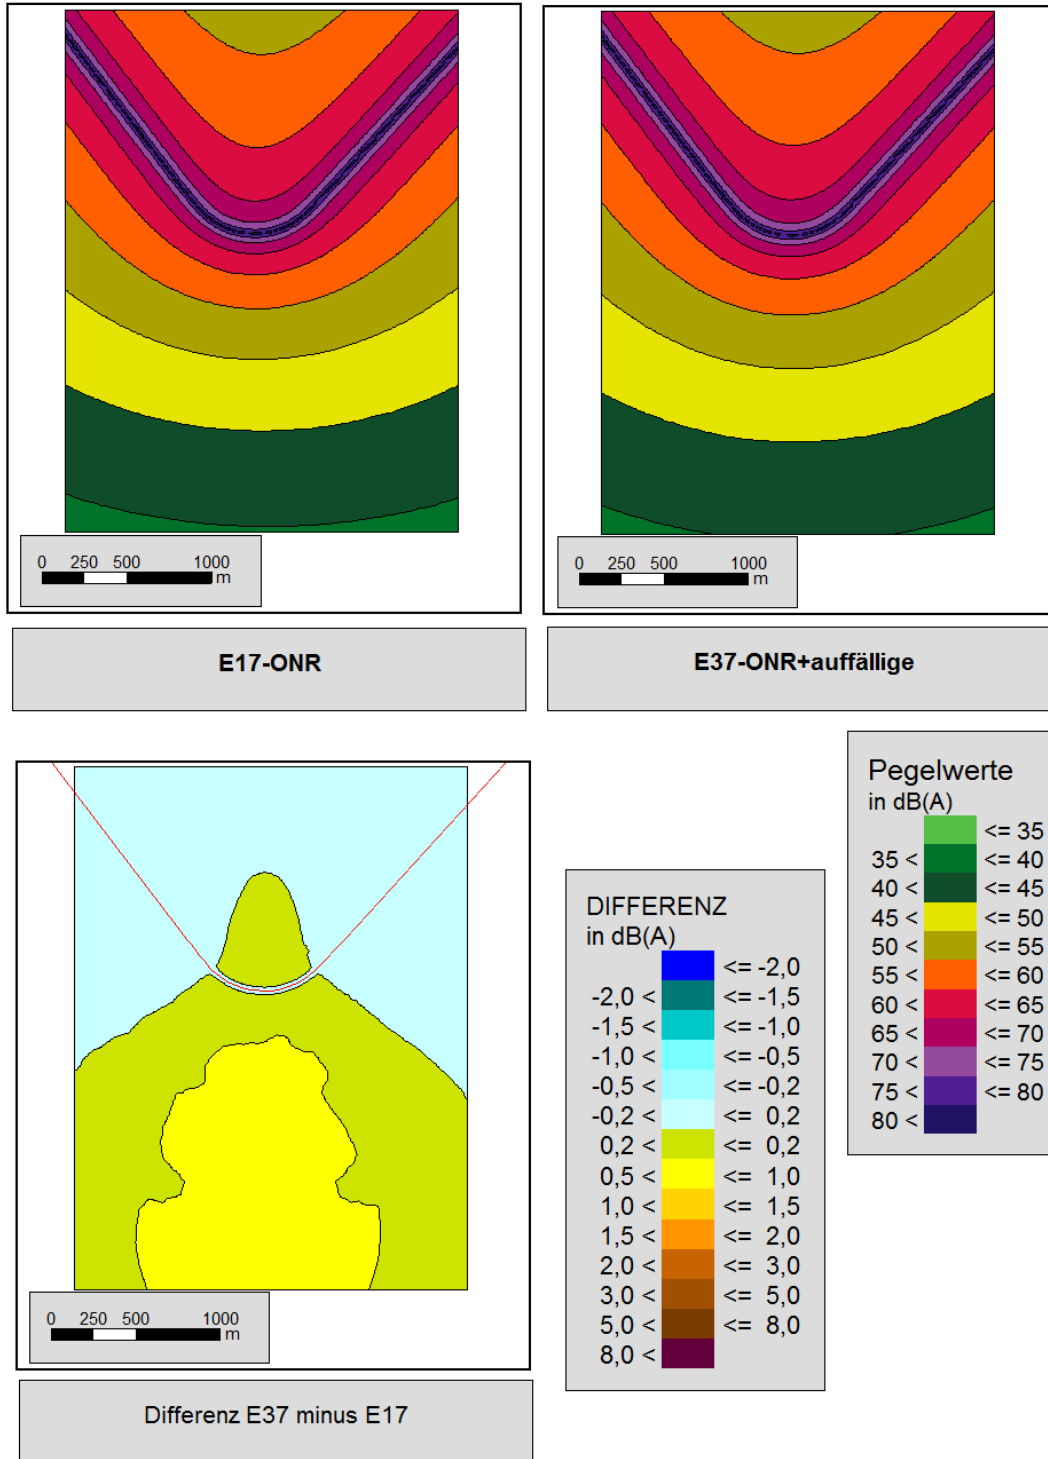 0 250 500 1000
m
E17-ONR
0 250 500 1000
m
E37-ONR+auffällige
0 250 500 1000
m
Differenz E37 minus E17
DIFFERENZ
in dB(A)
<= -2,0
-2,0 < <= -1,5
-1,5 < <= -1,0
-1,0 < <= -0,5
-0,5 < <= -0,2
-0,2 < <= 0,2
0,2 < <= 0,2
0,5 < <= 1,0
1,0 < <= 1,5
1,5 < <= 2,0
2,0 < <= 3,0
3,0 < <= 5,0
5,0 < <= 8,0
8,0 <
Pegelwerte
in dB(A)
<= 35
35 < <= 40
40 < <= 45
45 < <= 50
50 < <= 55
55 < <= 60
60 < <= 65
65 < <= 70
70 < <= 75
75 < <= 80
80 <